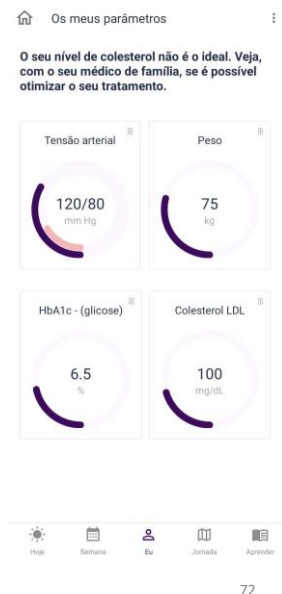 Os meus parâmetros
O seu nível de colesterol não é o ideal. Veja,
com o seu médico de família, se é possível
otimizar o seu tratamento.
Tensão arterial
120/80
mm Hg
Peso
75
kg
HbA1c - (glicose)
6.5
%
Colesterol LDL
100
mg/dL
Hoje
Semana
Eu
Jornada
Aprender
72